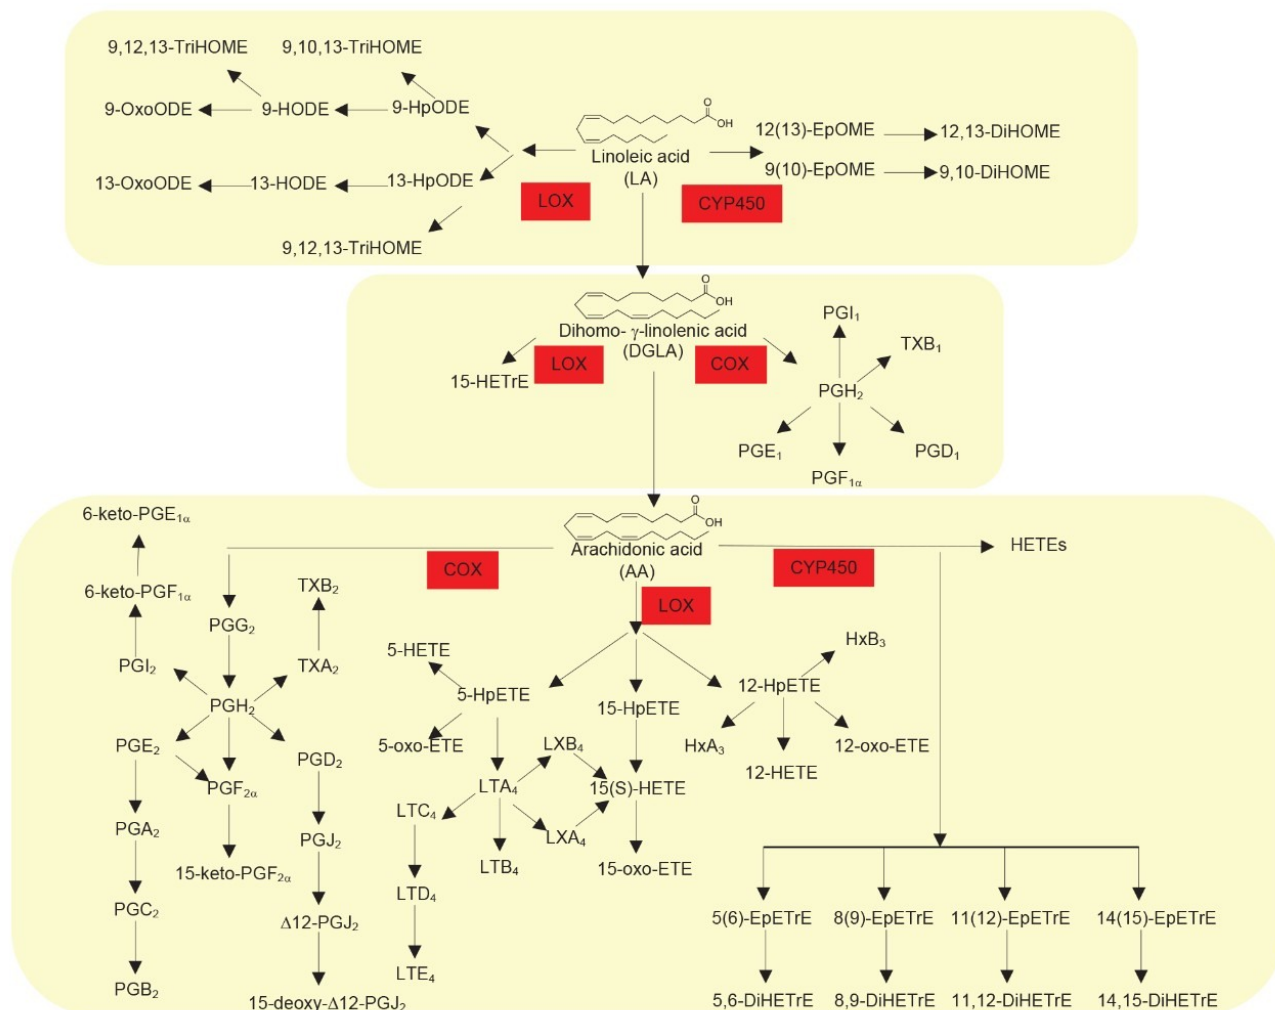 9,12,13-TriHOME 9,10,13-TriHOME
9-OxoODE 9-HODE 9-HpODE
O
OH
Linoleic acid
(LA)
12(13)-EpOME 12,13-DiHOME
9(10)-EpOME 9,10-DiHOME
13-OxoODE 13-HODE 13-HpODE
LOX CYP450
9,12,13-TriHOME
O
OH
Dihomo- γ-linolenic acid
(DGLA)
LOX COX
15-HETrE
PGI₁
TXB₁
PGH₂
PGE₁ PGD₁
PGF₁α
O
OH
Arachidonic acid
(AA)
COX CYP450 HETEs
LOX
6-keto-PGE₁α
6-keto-PGF₁α TXB₂
PGG₂
PGI₂ TXA₂
PGH₂
PGE₂ PGD₂
PGF₂α
PGA₂ PGJ₂
15-keto-PGF₂α
PGC₂ Δ12-PGJ₂
PGB₂ 15-deoxy-Δ12-PGJ₂
5-HETE
5-HpETE 15-HpETE 12-HpETE HxB₃
5-oxo-ETE LXB₄ HxA₃ 12-oxo-ETE
12-HETE
LTA₄ 15(S)-HETE
LTC₄ LXA₄
LTB₄ 15-oxo-ETE
LTD₄
LTE₄
5(6)-EpETrE 8(9)-EpETrE 11(12)-EpETrE 14(15)-EpETrE
5,6-DiHETrE 8,9-DiHETrE 11,12-DiHETrE 14,15-DiHETrE